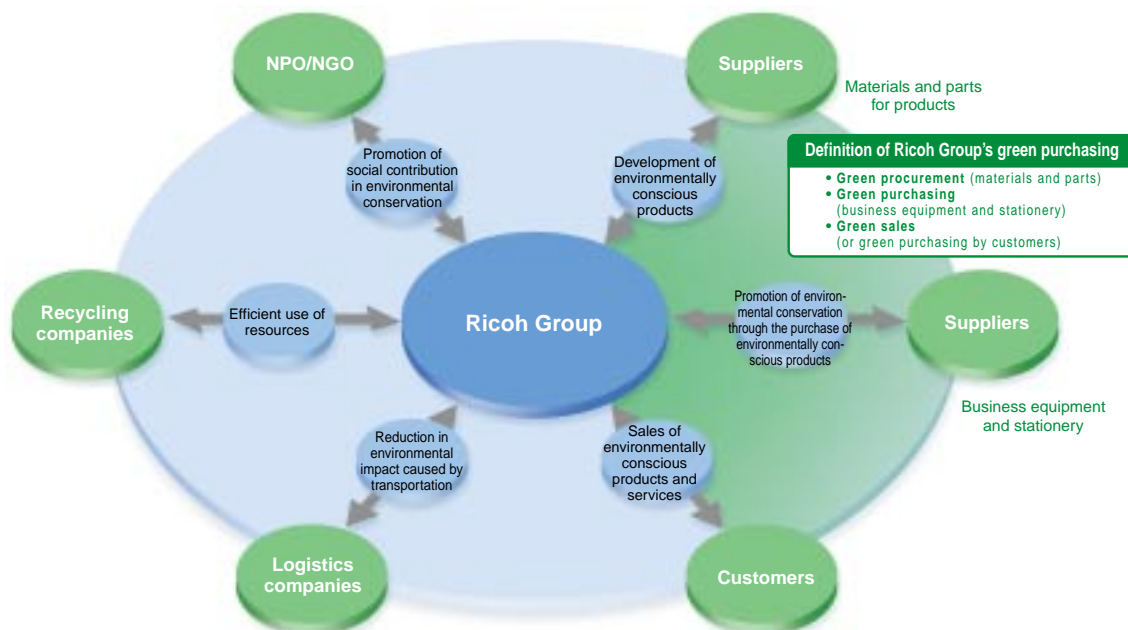 NPO/NGO
Suppliers
Materials and parts
for products
Promotion of
social contribution
in environmental
conservation
Development of
environmentally
conscious
products
Definition of Ricoh Group's green purchasing
• Green procurement (materials and parts)
• Green purchasing
(business equipment and stationery)
• Green sales
(or green purchasing by customers)
Recycling
companies
Efficient use of
resources
Ricoh Group
Promotion of environ-
mental conservation
through the purchase of
environmentally con-
scious products
Suppliers
Business equipment
and stationery
Reduction in
environmental
impact caused by
transportation
Sales of
environmentally
conscious
products and
services
Logistics
companies
Customers